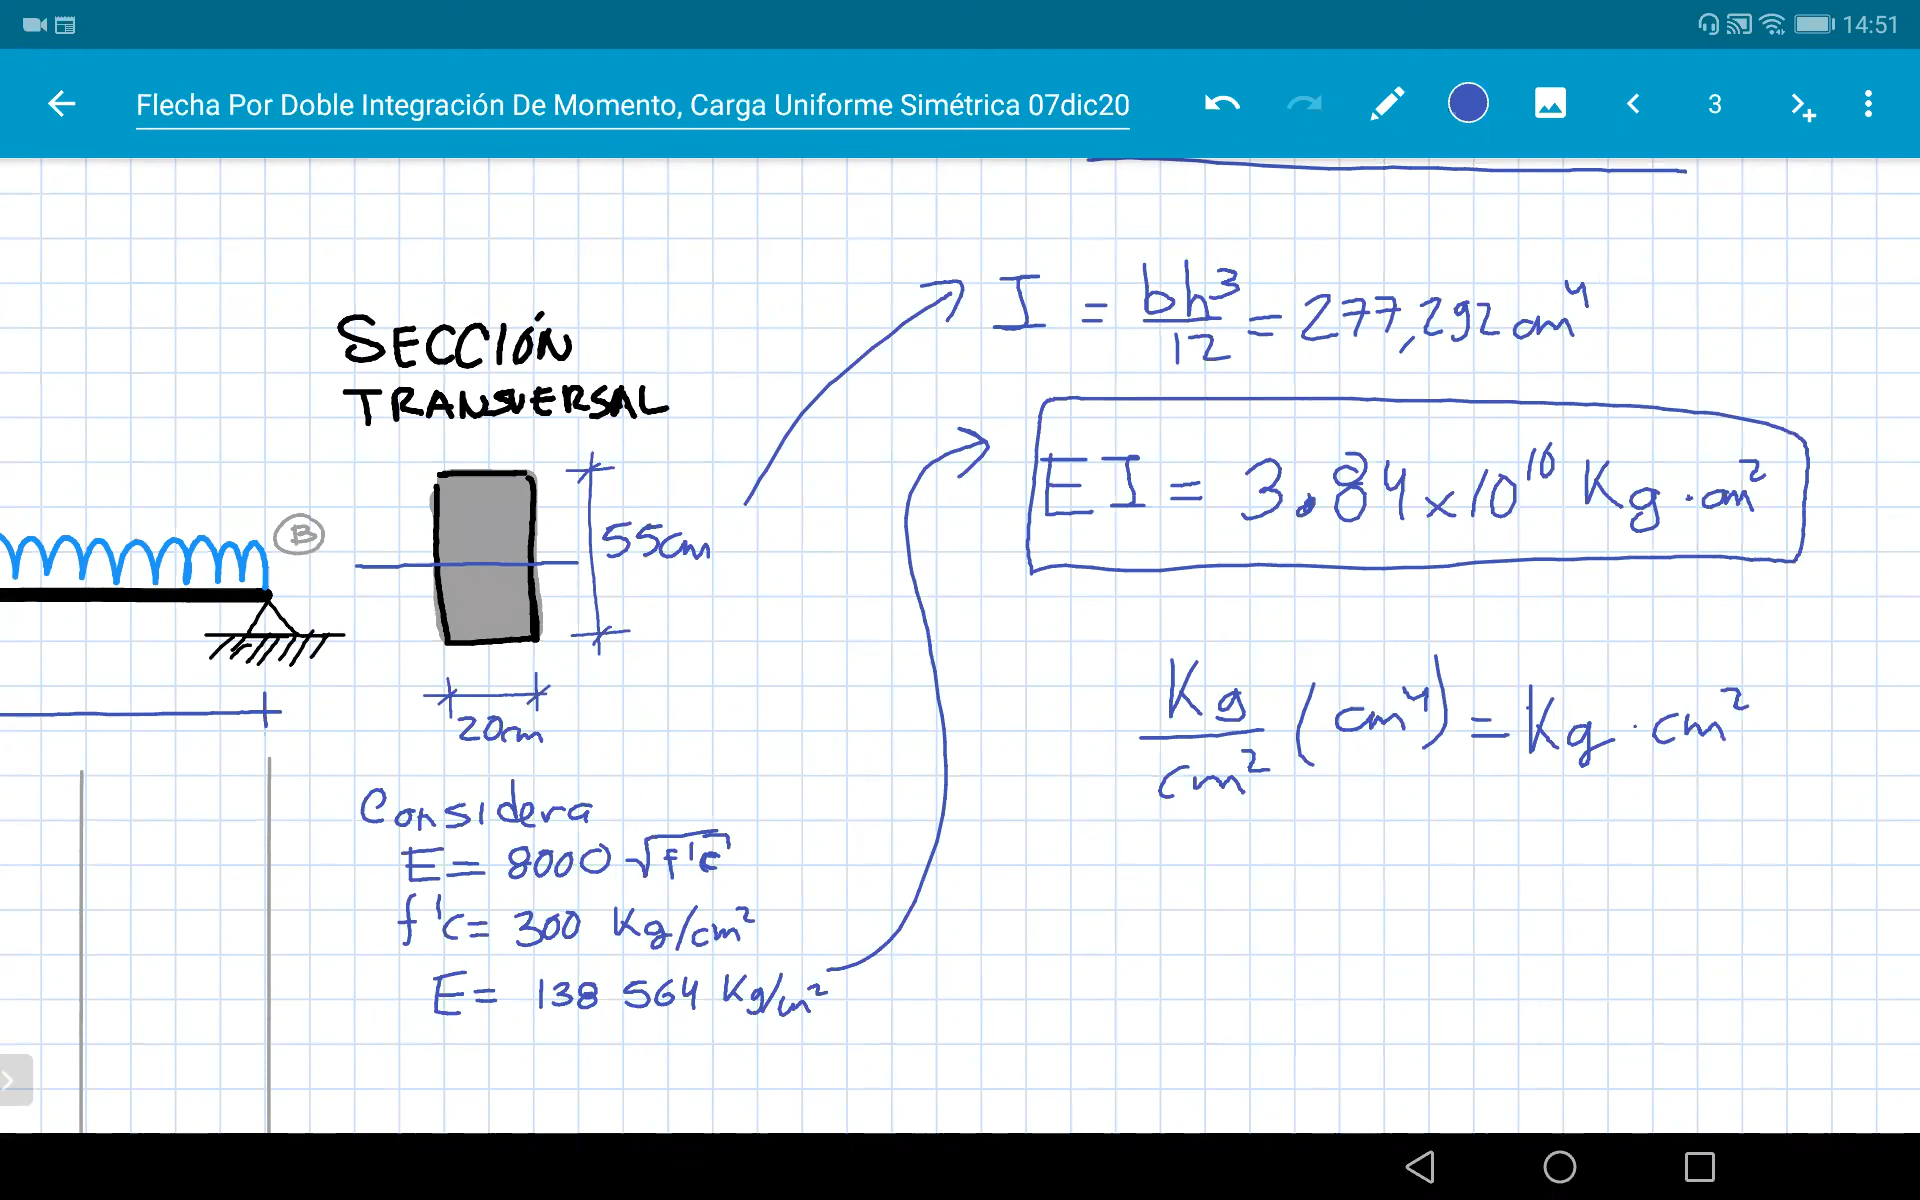 14:51
Flecha Por Doble Integración De Momento, Carga Uniforme Simétrica 07dic20
3
SECCIÓN
TRANSVERSAL
B
55cm
20cm
Considera
E = 8000 √f'c
f'c = 300 Kg/cm²
E = 138 564 Kg/cm²
I = bh³/12 = 277,292 cm⁴
EI = 3.84 x 10¹⁰ Kg·cm²
Kg/cm² (cm⁴) = Kg·cm²